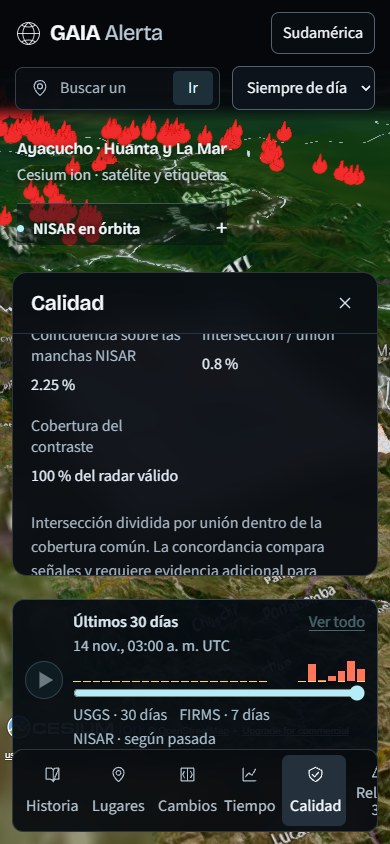 GAIA Alerta
Sudamérica
Buscar un
Ir
Siempre de día
Ayacucho · Huanta y La Mar
Cesium ion · satélite y etiquetas
NISAR en órbita
+
Calidad
Coincidencia sobre las
manchas NISAR
2.25 %
Intersección / unión
0.8 %
Cobertura del
contraste
100 % del radar válido
Intersección dividida por unión dentro de la
cobertura común. La concordancia compara
señales y requiere evidencia adicional para
Últimos 30 días
Ver todo
14 nov., 03:00 a. m. UTC
USGS · 30 días FIRMS · 7 días
NISAR · según pasada
CESIUM
Historia
Lugares
Cambios
Tiempo
Calidad
Rel
3